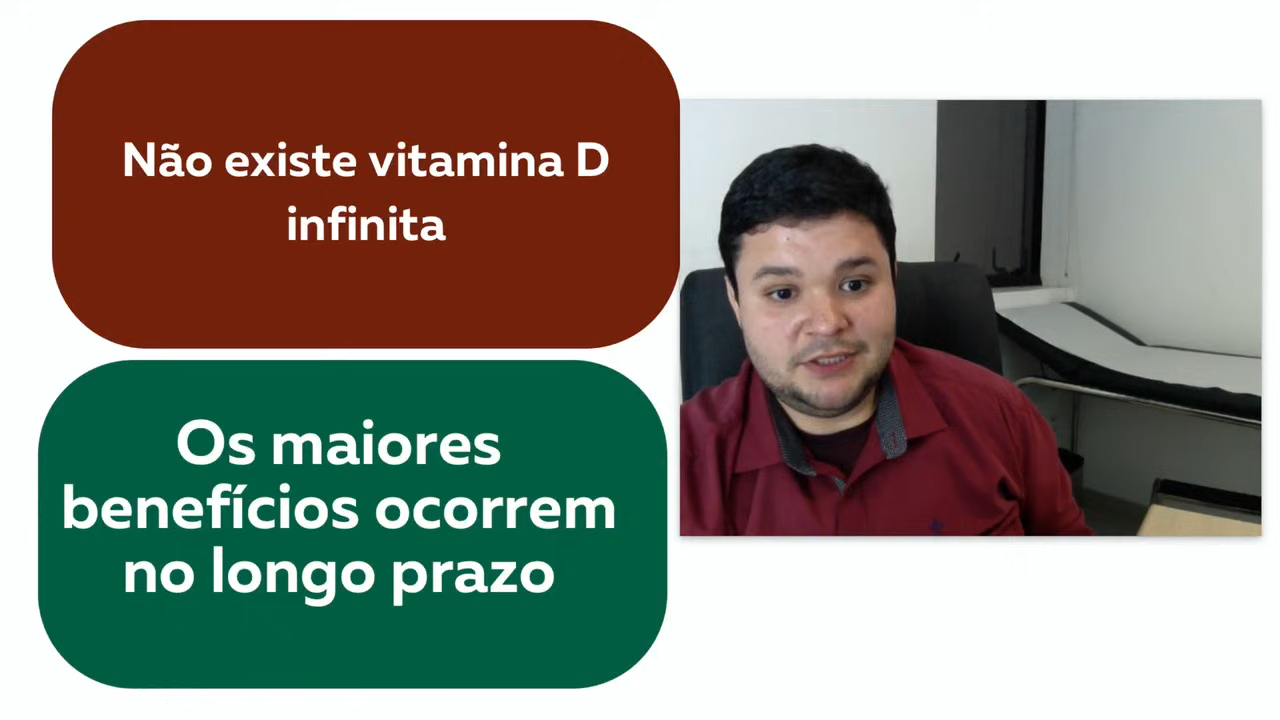 Não existe vitamina D
infinita
Os maiores
benefícios ocorrem
no longo prazo